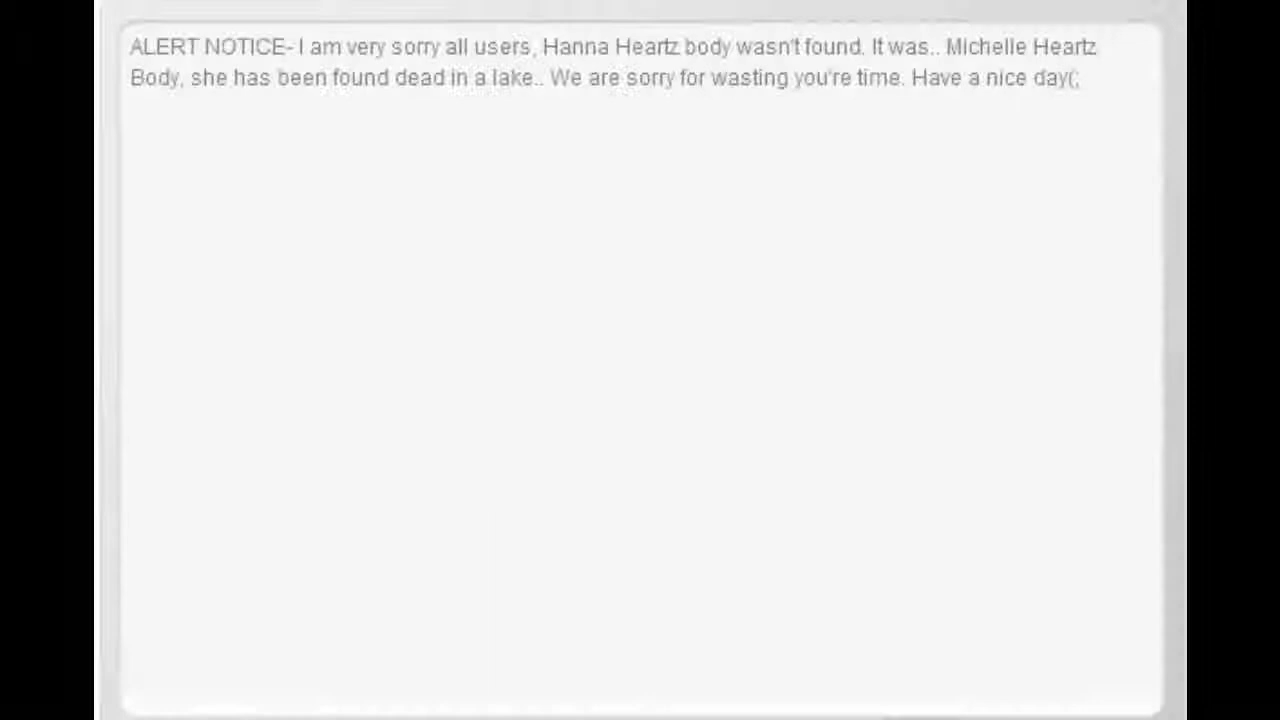 ALERT NOTICE- I am very sorry all users, Hanna Heartz body wasn't found. It was.. Michelle Heartz
Body, she has been found dead in a lake.. We are sorry for wasting you're time. Have a nice day(;